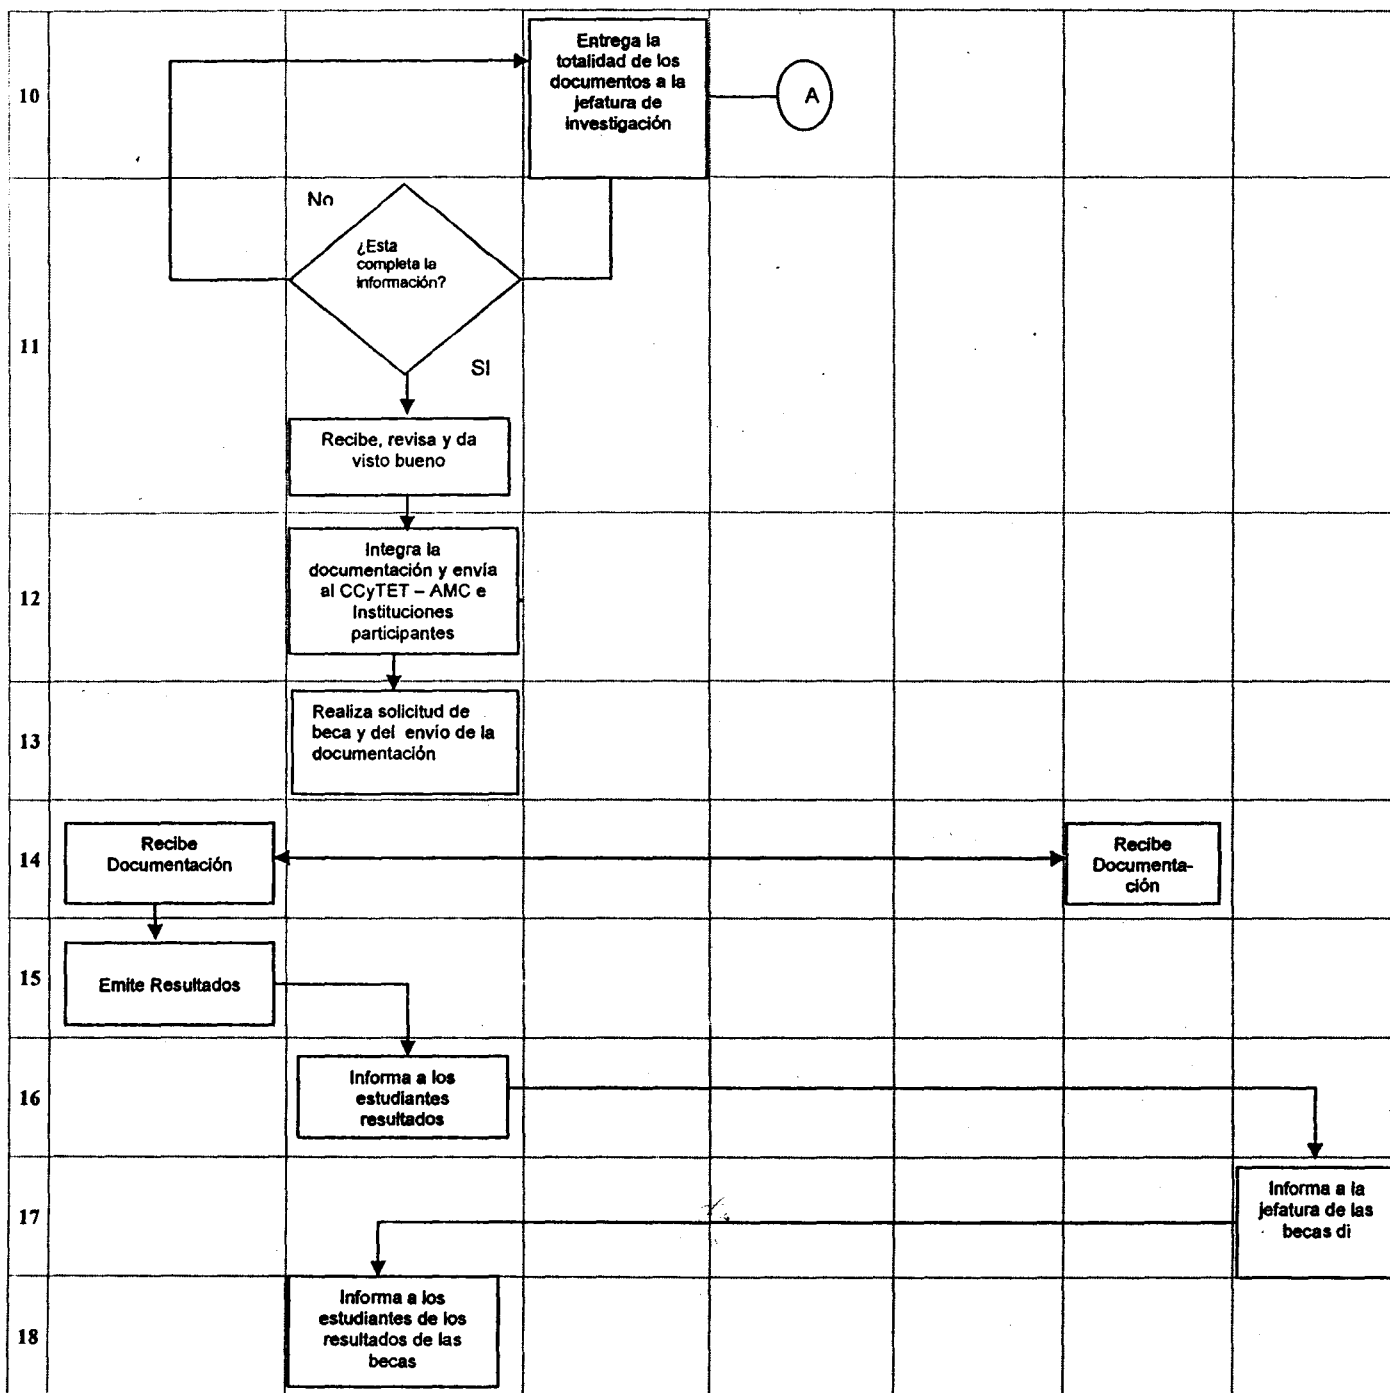 10
Entrega la
totalidad de los
documentos a la
jefatura de
investigación
A
No
¿Esta
completa la
información?
11
SI
Recibe, revisa y da
visto bueno
12
Integra la
documentación y envía
al CCyTET – AMC e
Instituciones
participantes
13
Realiza solicitud de
beca y del envío de la
documentación
14
Recibe
Documentación
Recibe
Documenta-
ción
15
Emite Resultados
16
Informa a los
estudiantes
resultados
17
Informa a la
jefatura de las
becas di
18
Informa a los
estudiantes de los
resultados de las
becas